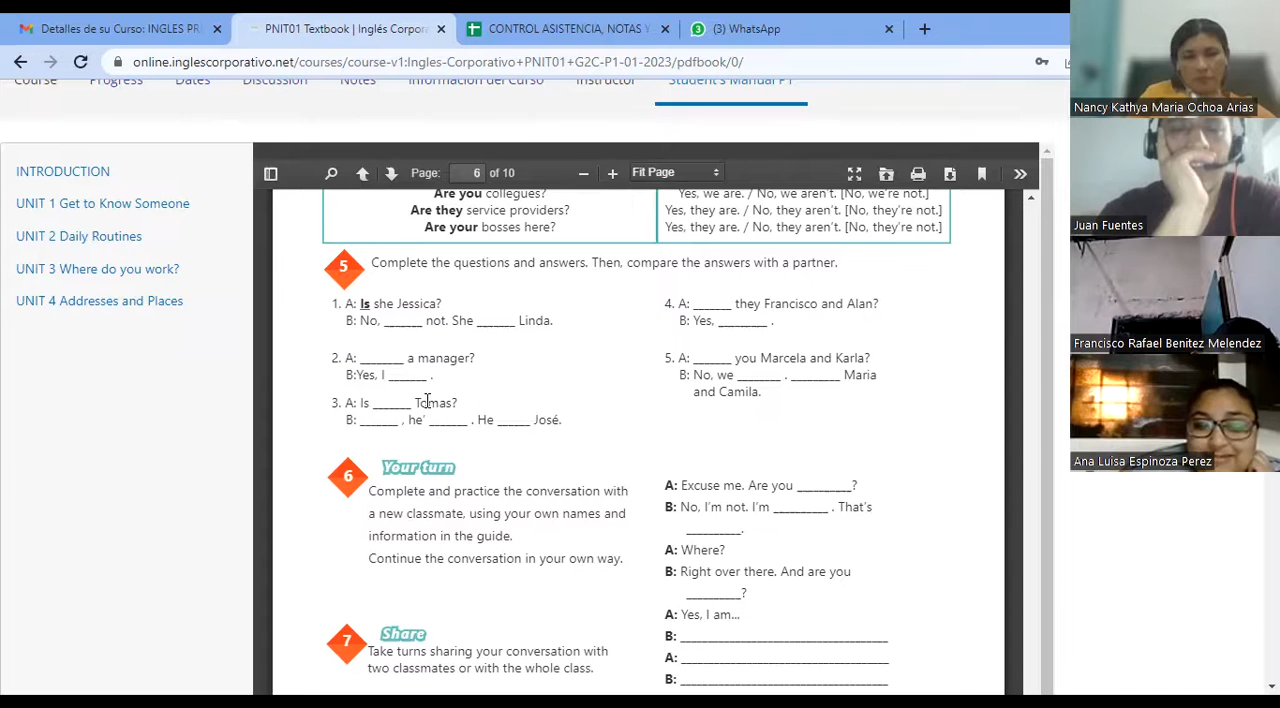 Detalles de su Curso: INGLES PR
PNIT01 Textbook | Inglés Corpor
CONTROL ASISTENCIA, NOTAS Y
(3) WhatsApp
online.inglescorporativo.net/courses/course-v1:Ingles-Corporativo+PNIT01+G2C-P1-01-2023/pdfbook/0/
Course
Progress
Dates
Discussion
Notes
Información del Curso
Instructor
Student's Manual P1
INTRODUCTION
UNIT 1 Get to Know Someone
UNIT 2 Daily Routines
UNIT 3 Where do you work?
UNIT 4 Addresses and Places
Page: 6 of 10
Fit Page
Are you collegues?
Yes, we are. / No, we aren't. [No, we're not.]
Are they service providers?
Yes, they are. / No, they aren't. [No, they're not.]
Are your bosses here?
Yes, they are. / No, they aren't. [No, they're not.]
5 Complete the questions and answers. Then, compare the answers with a partner.
1. A: Is she Jessica?
B: No, _______ not. She _______ Linda.
2. A: ________ a manager?
B:Yes, I _______ .
3. A: Is _______ Tomas?
B: _______ , he' _______ . He ______ José.
4. A: _______ they Francisco and Alan?
B: Yes, _________ .
5. A: _______ you Marcela and Karla?
B: No, we ________ . _________ Maria
and Camila.
6 Your turn
Complete and practice the conversation with
a new classmate, using your own names and
information in the guide.
Continue the conversation in your own way.
A: Excuse me. Are you __________?
B: No, I'm not. I'm __________ . That's
__________.
A: Where?
B: Right over there. And are you
__________?
A: Yes, I am...
B: ______________________________________
A: ______________________________________
B: ______________________________________
7 Share
Take turns sharing your conversation with
two classmates or with the whole class.
Nancy Kathya Maria Ochoa Arias
Juan Fuentes
Francisco Rafael Benitez Melendez
Ana Luisa Espinoza Perez